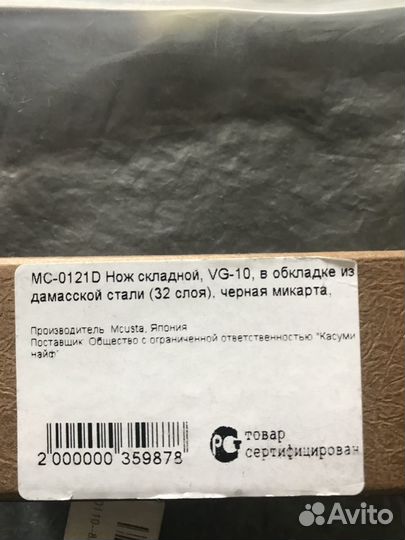 MC-0121D Нож складной, VG-10, в обкладке из
дамасской стали (32 слоя), черная микарта,
Производитель Mcusta, Япония
Поставщик Общество с ограниченной ответственностью "Касуми
найф"
2 000000 359878
РСТ товар
сертифицирован
Avito